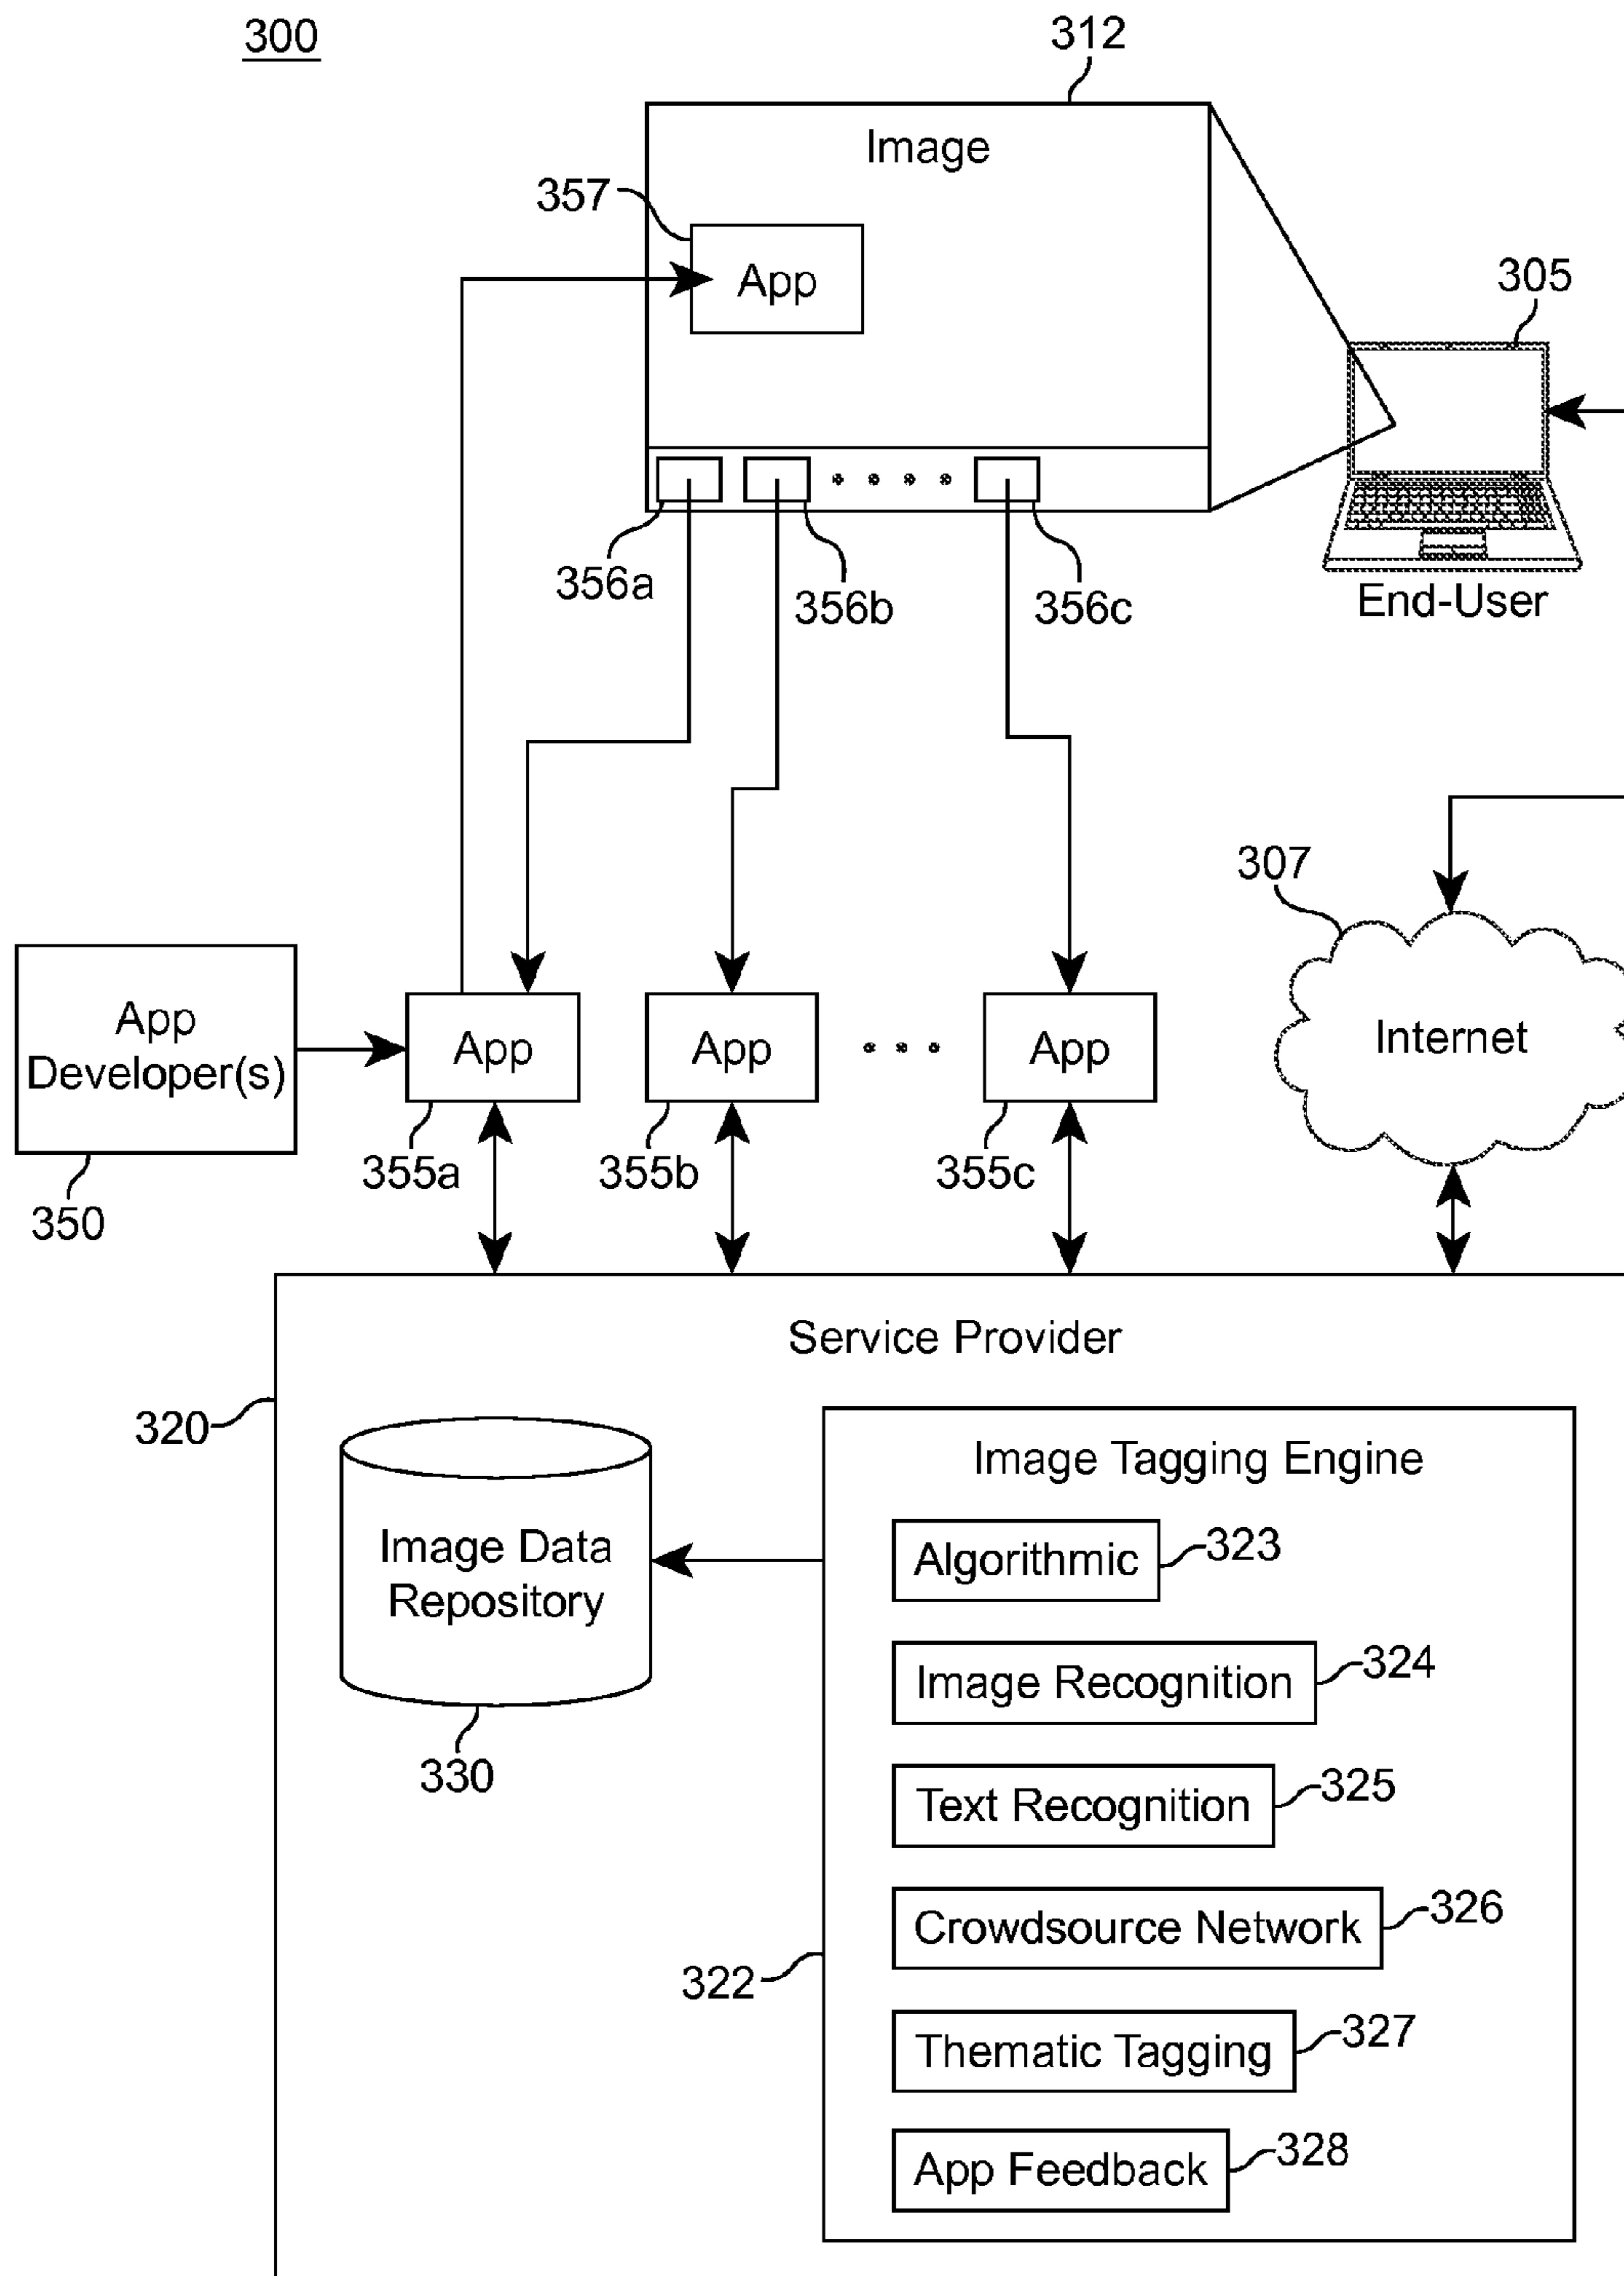 300
312
Image
357
App
305
356a
356b
356c
End-User
307
Internet
App
Developer(s)
350
App
App
App
355a
355b
355c
Service Provider
320
Image Data
Repository
330
Image Tagging Engine
Algorithmic
323
Image Recognition
324
Text Recognition
325
Crowdsource Network
326
322
Thematic Tagging
327
App Feedback
328